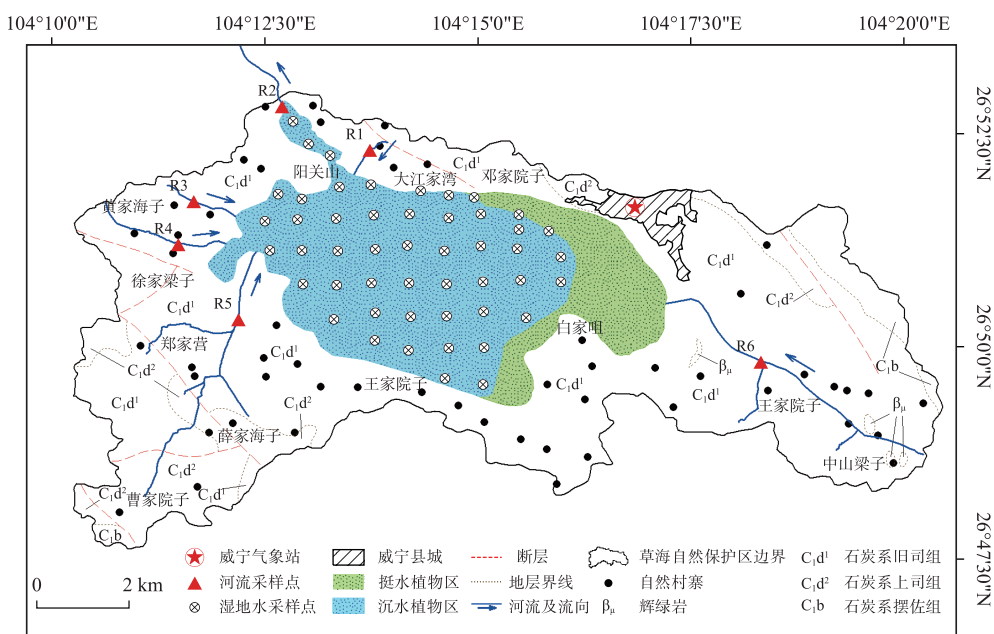 104°10′0″E 104°12′30″E 104°15′0″E 104°17′30″E 104°20′0″E
R2
26°52′30″N
R1
阳关山
大江家湾
C₁d¹
邓家院子
C₁d²
C₁d¹
R3
黄家海子
R4
徐家梁子
C₁d¹
C₁d²
R5
C₁d¹
郑家营
白家咀
R6
26°50′0″N
C₁d²
βμ
C₁b
王家院子
C₁d¹
C₁d¹
C₁d¹
C₁d²
王家院子
βμ
薛家海子
中山梁子
C₁d²
C₁d²
曹家院子
C₁d¹
C₁b
26°47′30″N
0 2 km
威宁气象站 威宁县城 断层 草海自然保护区边界 C₁d¹ 石炭系旧司组
河流采样点 挺水植物区 地层界线 自然村寨 C₁d² 石炭系上司组
湿地水采样点 沉水植物区 河流及流向 βμ 辉绿岩 C₁b 石炭系摆佐组